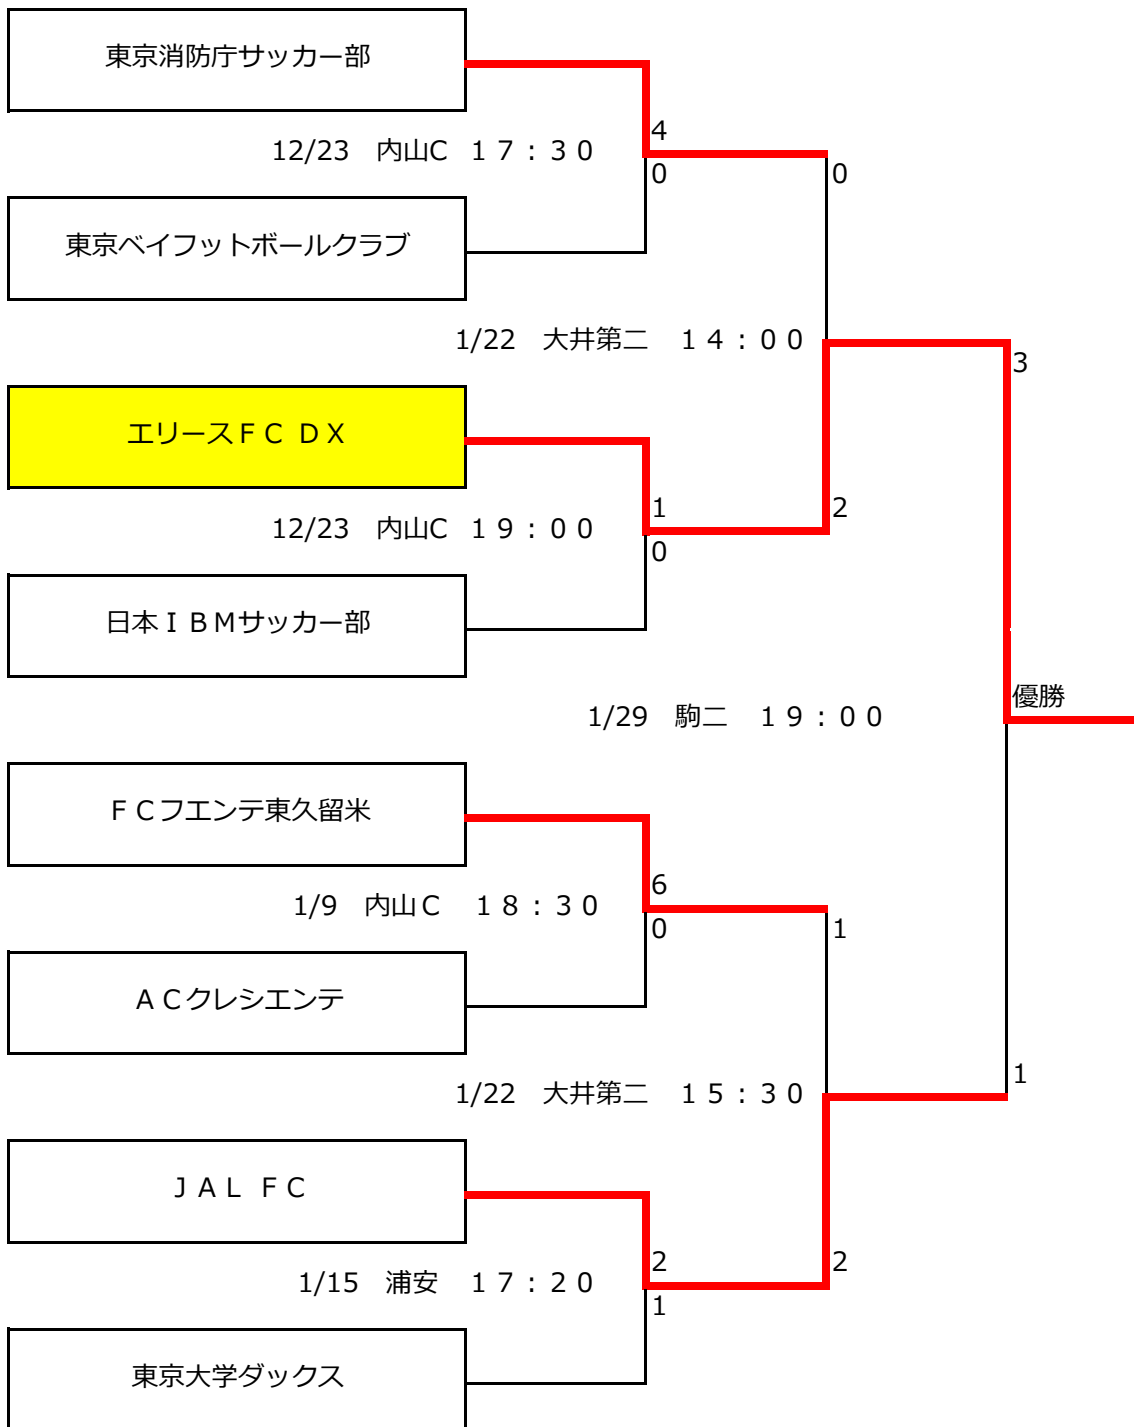 東京消防庁サッカー部
4
12/23　内山C １７：３０
0
0
東京ベイフットボールクラブ
1/22　大井第二　１４：００
3
エリースＦＣ ＤＸ
1
2
12/23　内山C １９：００
0
日本ＩＢＭサッカー部
優勝
1/29　駒二　１９：００
ＦＣフエンテ東久留米
6
1/9　内山Ｃ　１８：３０
0
1
ＡＣクレシエンテ
1
1/22　大井第二　１５：３０
ＪＡＬ ＦＣ
2
2
1/15　浦安　１７：２０
1
東京大学ダックス